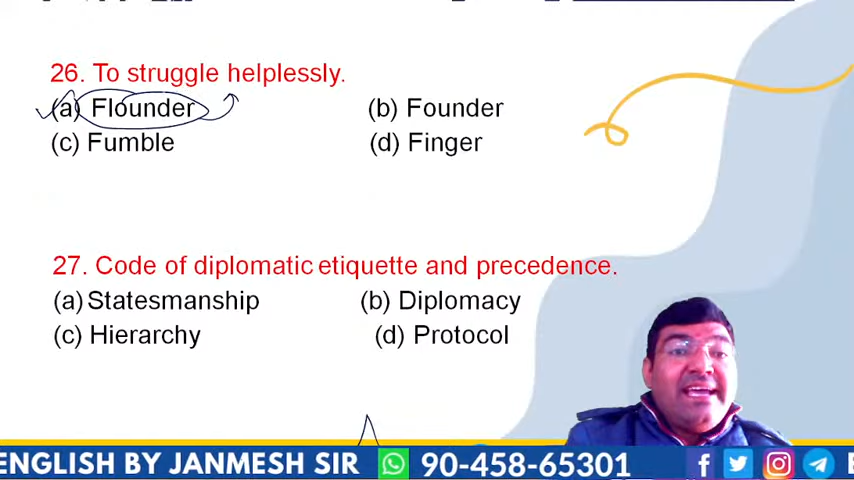 26. To struggle helplessly.
(a) Flounder (b) Founder
(c) Fumble (d) Finger
27. Code of diplomatic etiquette and precedence.
(a) Statesmanship (b) Diplomacy
(c) Hierarchy (d) Protocol
ENGLISH BY JANMESH SIR 90-458-65301